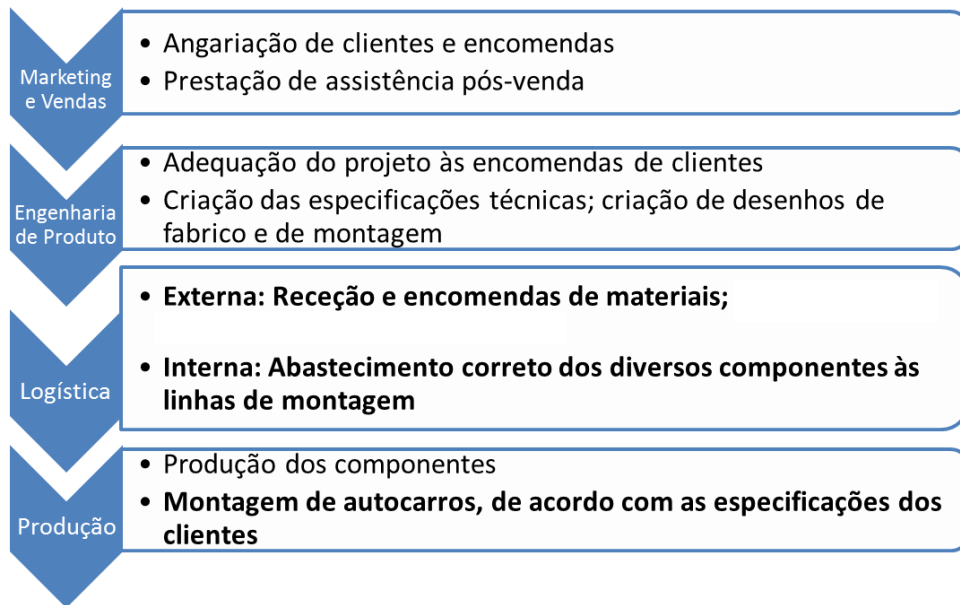 Marketing
e Vendas
• Angariação de clientes e encomendas
• Prestação de assistência pós-venda
Engenharia
de Produto
• Adequação do projeto às encomendas de clientes
• Criação das especificações técnicas; criação de desenhos de
fabrico e de montagem
Logística
• Externa: Receção e encomendas de materiais;
• Interna: Abastecimento correto dos diversos componentes às
linhas de montagem
Produção
• Produção dos componentes
• Montagem de autocarros, de acordo com as especificações dos
clientes